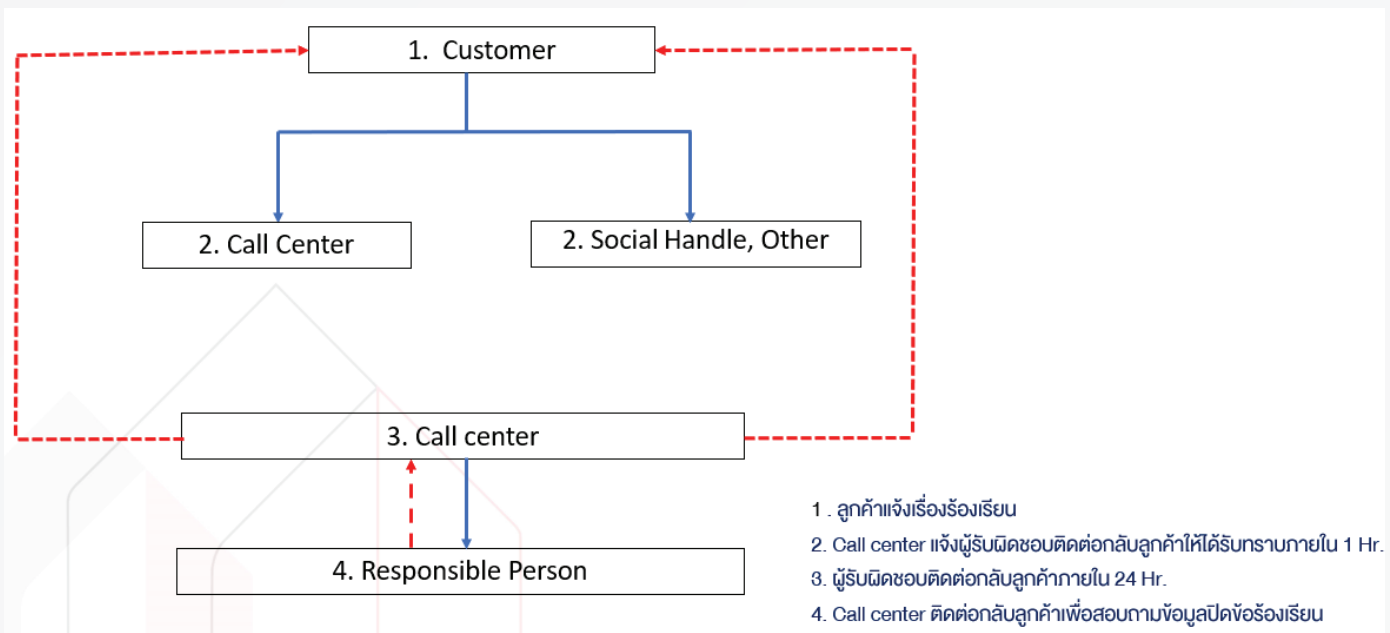 1. Customer
2. Call Center
2. Social Handle, Other
3. Call center
4. Responsible Person
1 . ลูกค้าแจ้งเรื่องร้องเรียน
2. Call center แจ้งผู้รับผิดชอบติดต่อกลับลูกค้าให้ได้รับทราบภายใน 1 Hr.
3. ผู้รับผิดชอบติดต่อกลับลูกค้าภายใน 24 Hr.
4. Call center ติดต่อกลับลูกค้าเพื่อสอบถามข้อมูลปิดข้อร้องเรียน